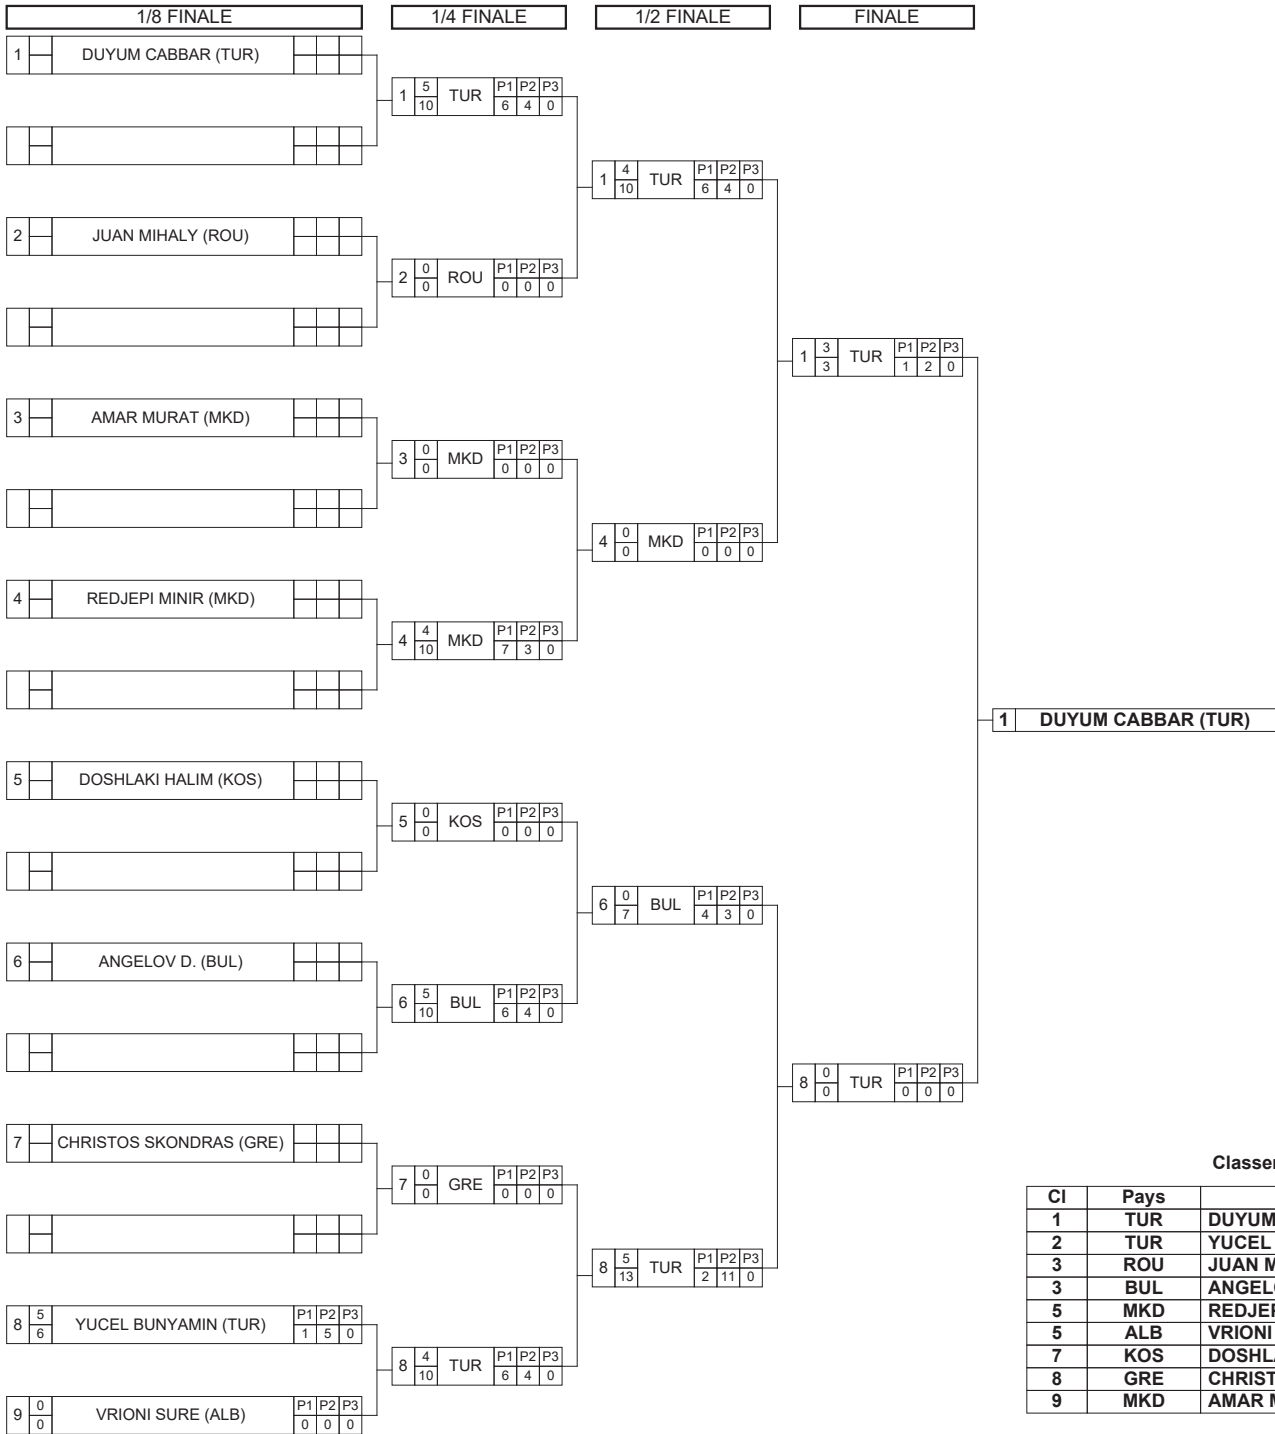 1/8 FINALE 1/4 FINALE 1/2 FINALE FINALE
1 DUYUM CABBAR (TUR)
1 5 10 TUR P1 P2 P3 6 4 0
1 4 10 TUR P1 P2 P3 6 4 0
2 JUAN MIHALY (ROU)
2 0 0 ROU P1 P2 P3 0 0 0
1 3 3 TUR P1 P2 P3 1 2 0
3 AMAR MURAT (MKD)
3 0 0 MKD P1 P2 P3 0 0 0
4 0 0 MKD P1 P2 P3 0 0 0
4 REDJEPI MINIR (MKD)
4 4 10 MKD P1 P2 P3 7 3 0
1 DUYUM CABBAR (TUR)
5 DOSHLAKI HALIM (KOS)
5 0 0 KOS P1 P2 P3 0 0 0
6 0 7 BUL P1 P2 P3 4 3 0
6 ANGELOV D. (BUL)
6 5 10 BUL P1 P2 P3 6 4 0
8 0 0 TUR P1 P2 P3 0 0 0
7 CHRISTOS SKONDRAS (GRE)
7 0 0 GRE P1 P2 P3 0 0 0
8 5 13 TUR P1 P2 P3 2 11 0
8 5 6 YUCEL BUNYAMIN (TUR) P1 P2 P3 1 5 0
8 4 10 TUR P1 P2 P3 6 4 0
9 0 0 VRIONI SURE (ALB) P1 P2 P3 0 0 0
Classer
Cl Pays
1 TUR DUYUM
2 TUR YUCEL
3 ROU JUAN M
3 BUL ANGEL
5 MKD REDJE
5 ALB VRIONI
7 KOS DOSHL
8 GRE CHRIST
9 MKD AMAR